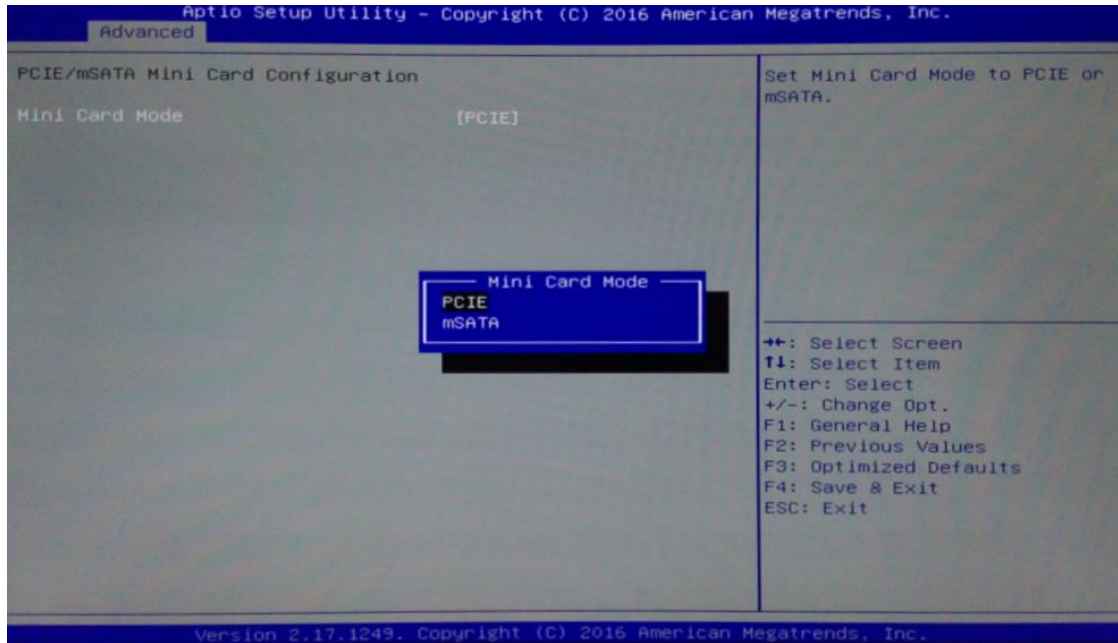 Aptio Setup Utility – Copyright (C) 2016 American Megatrends, Inc.
Advanced
PCIE/mSATA Mini Card Configuration
Mini Card Mode [PCIE]
Set Mini Card Mode to PCIE or
mSATA.
Mini Card Mode
PCIE
mSATA
→←: Select Screen
↑↓: Select Item
Enter: Select
+/-: Change Opt.
F1: General Help
F2: Previous Values
F3: Optimized Defaults
F4: Save & Exit
ESC: Exit
Version 2.17.1249. Copyright (C) 2016 American Megatrends, Inc.